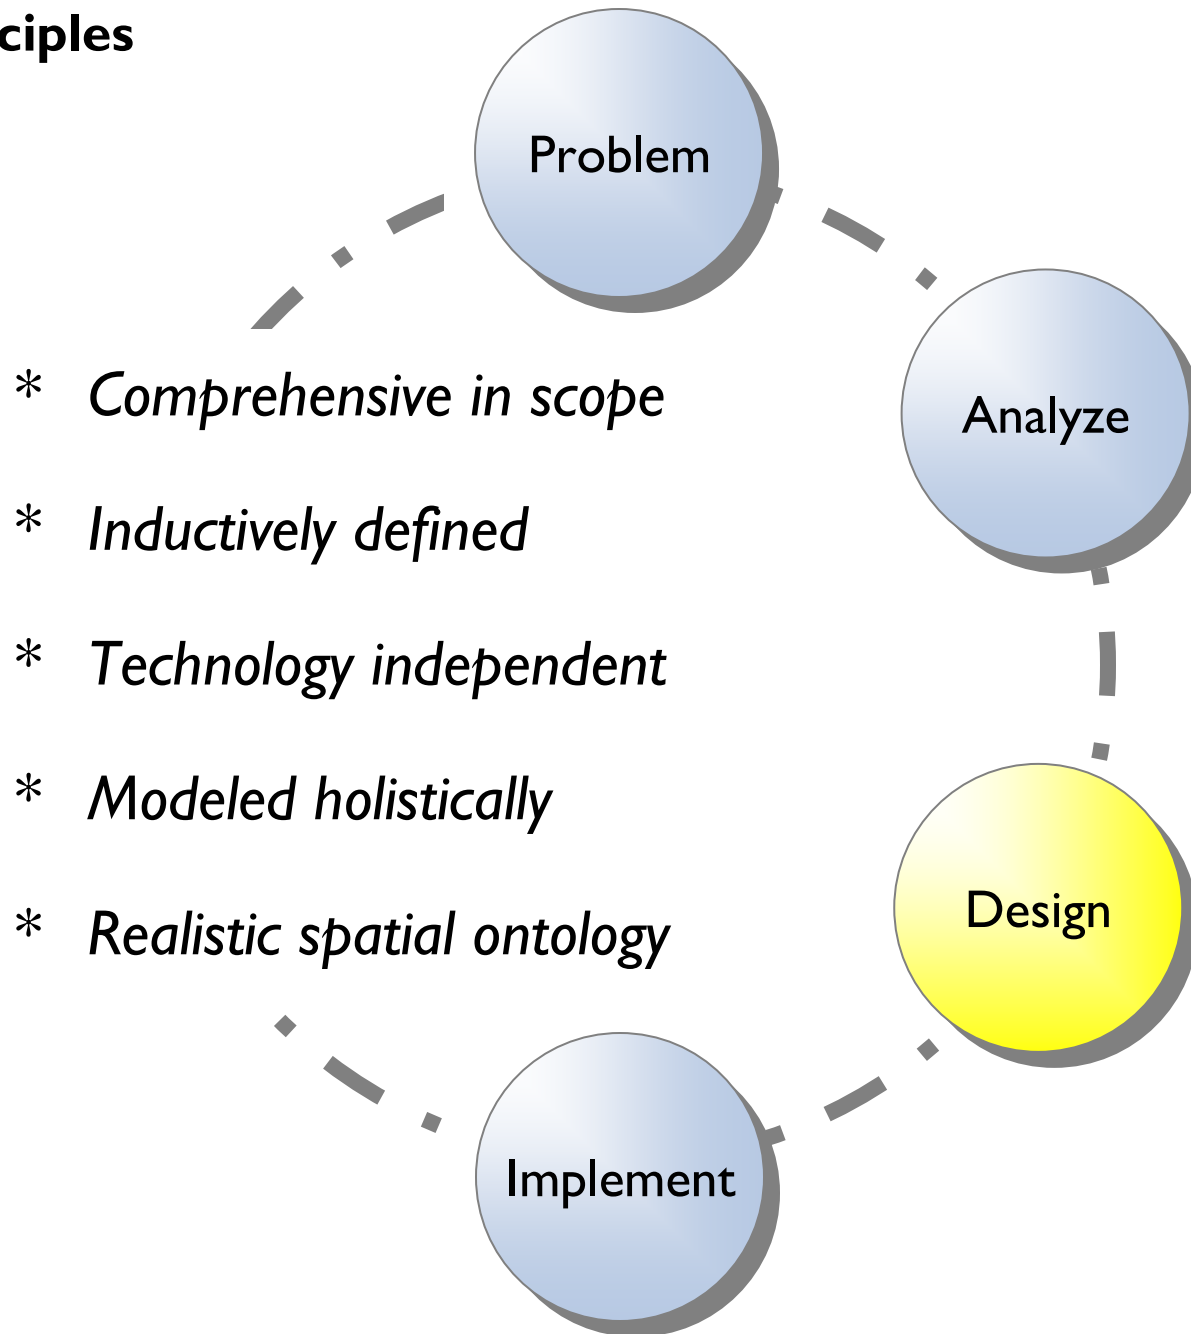 ciples
Problem
Analyze
* Comprehensive in scope
* Inductively defined
* Technology independent
* Modeled holistically
* Realistic spatial ontology
Design
Implement